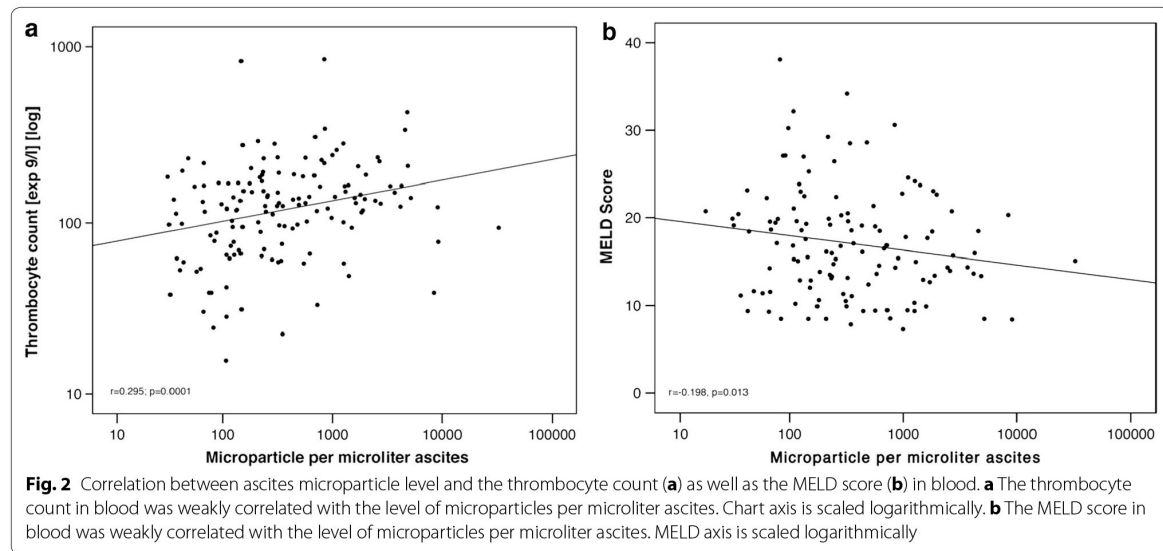 a
1000
100
10
Thrombocyte count [exp 9/l] [log]
r=0.295; p=0.0001
10 100 1000 10000 100000
Microparticle per microliter ascites
b
40
30
20
10
0
MELD Score
r=-0.198, p=0.013
10 100 1000 10000 100000
Microparticle per microliter ascites
Fig. 2 Correlation between ascites microparticle level and the thrombocyte count (a) as well as the MELD score (b) in blood. a The thrombocyte
count in blood was weakly correlated with the level of microparticles per microliter ascites. Chart axis is scaled logarithmically. b The MELD score in
blood was weakly correlated with the level of microparticles per microliter ascites. MELD axis is scaled logarithmically